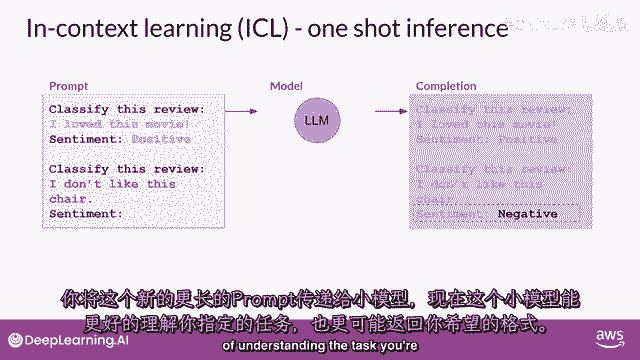 In-context learning (ICL) - one shot inference
Prompt
Model
Completion
Classify this review:
I loved this movie!
Sentiment: Positive
Classify this review:
I don't like this
chair.
Sentiment:
LLM
Classify this review:
I loved this movie!
Sentiment: Positive
Classify this review:
I don't like this
chair.
Sentiment: Negative
你将这个新的更长的Prompt传递给小模型，现在这个小模型能
更好的理解你指定的任务，也更可能返回你希望的格式。
of understanding the task you're
DeepLearning.AI
aws